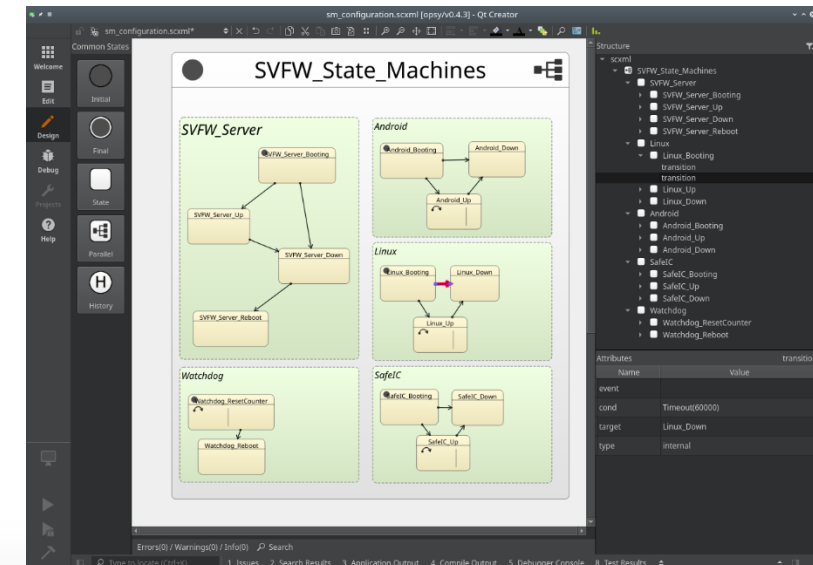 sm_configuration.scxml [opsy/v0.4.3] - Qt Creator
sm_configuration.scxml*
Welcome
Edit
Design
Debug
Projects
Help
Common States
Initial
Final
State
Parallel
History
H
SVFW_State_Machines
SVFW_Server
SVFW_Server_Booting
SVFW_Server_Up
SVFW_Server_Down
SVFW_Server_Reboot
Android
Android_Booting
Android_Down
Android_Up
Linux
Linux_Booting
Linux_Down
Linux_Up
Watchdog
Watchdog_ResetCounter
Watchdog_Reboot
SafeIC
SafeIC_Booting
SafeIC_Down
SafeIC_Up
Structure
scxml
SVFW_State_Machines
SVFW_Server
SVFW_Server_Booting
SVFW_Server_Up
SVFW_Server_Down
SVFW_Server_Reboot
Linux
Linux_Booting
transition
transition
Linux_Up
Linux_Down
Android
Android_Booting
Android_Up
Android_Down
SafeIC
SafeIC_Booting
SafeIC_Up
SafeIC_Down
Watchdog
Watchdog_ResetCounter
Watchdog_Reboot
Attributes transition
Name Value
event
cond Timeout(60000)
target Linux_Down
type internal
Errors(0) / Warnings(0) / Info(0) Search
Type to locate (Ctrl+K) 1 Issues 2 Search Results 3 Application Output 4 Compile Output 5 Debugger Console 8 Test Results